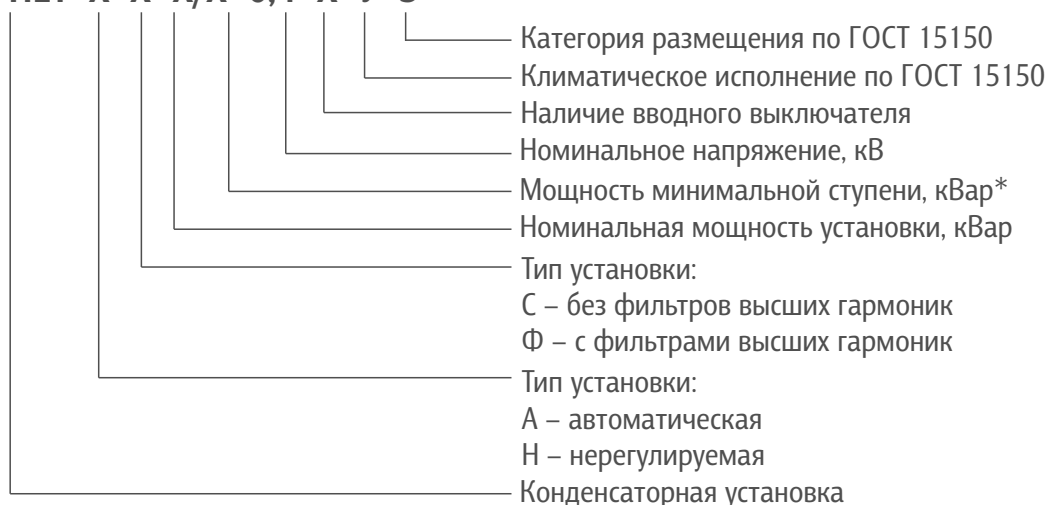 Категория размещения по ГОСТ 15150
Климатическое исполнение по ГОСТ 15150
Наличие вводного выключателя
Номинальное напряжение, кВ
Мощность минимальной ступени, кВар*
Номинальная мощность установки, кВар
Тип установки:
С – без фильтров высших гармоник
Ф – с фильтрами высших гармоник
Тип установки:
А – автоматическая
Н – нерегулируемая
Конденсаторная установка